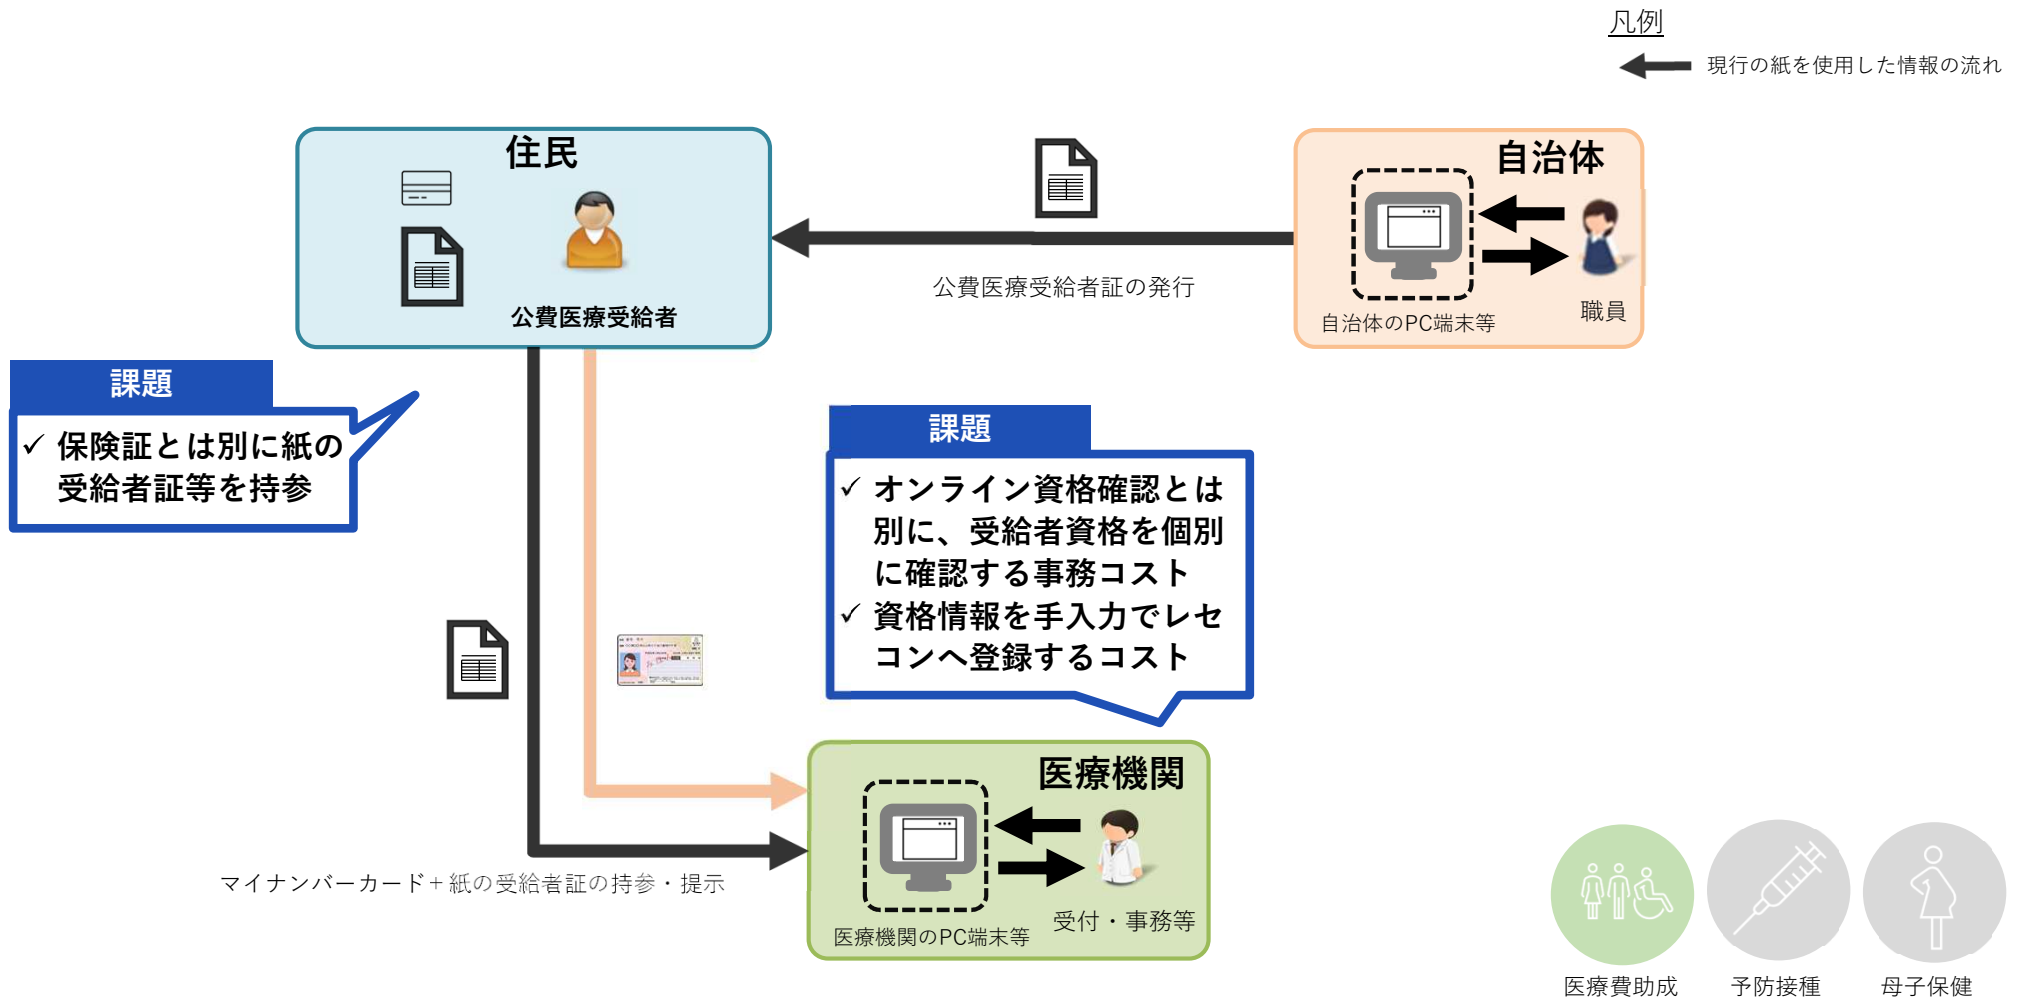 凡例
現行の紙を使用した情報の流れ
住民
公費医療受給者
公費医療受給者証の発行
自治体
自治体のPC端末等
職員
課題
✓ 保険証とは別に紙の
受給者証等を持参
課題
✓ オンライン資格確認とは
別に、受給者資格を個別
に確認する事務コスト
✓ 資格情報を手入力でレセ
コンへ登録するコスト
マイナンバーカード+紙の受給者証の持参・提示
医療機関
医療機関のPC端末等
受付・事務等
医療費助成
予防接種
母子保健